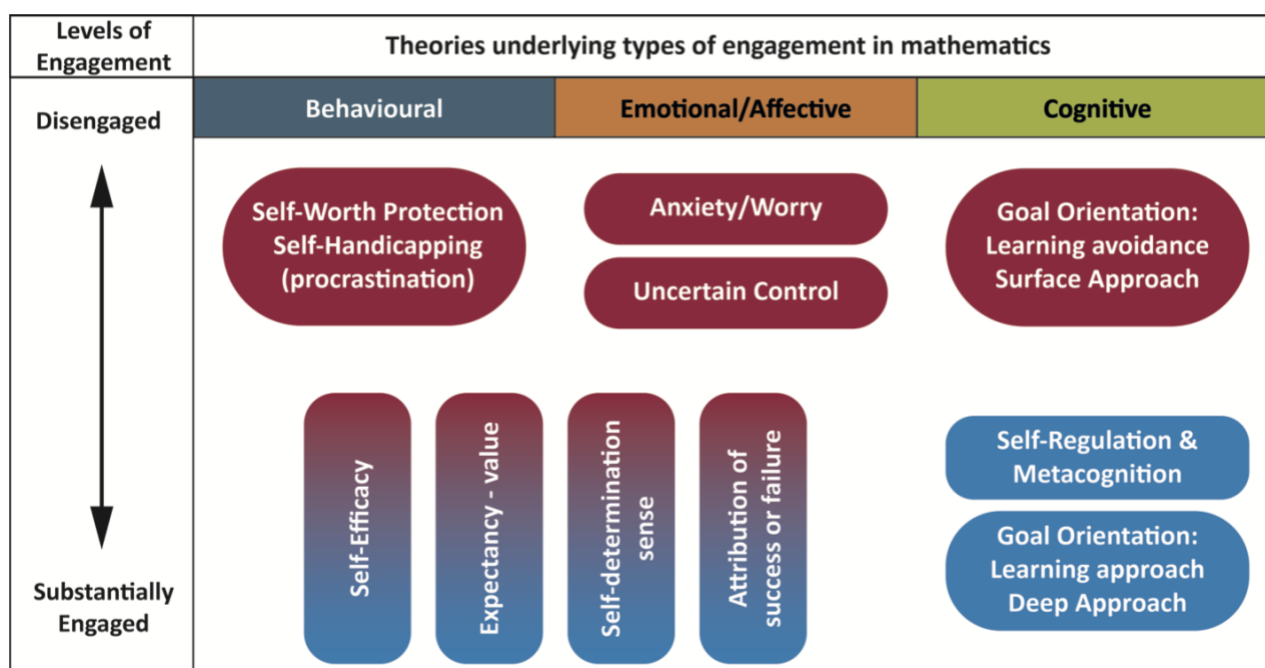 Levels of
Engagement
Theories underlying types of engagement in mathematics
Disengaged
Behavioural
Emotional/Affective
Cognitive
Self-Worth Protection
Self-Handicapping
(procrastination)
Anxiety/Worry
Uncertain Control
Goal Orientation:
Learning avoidance
Surface Approach
Self-Efficacy
Expectancy - value
Self-determination
sense
Attribution of
success or failure
Self-Regulation &
Metacognition
Goal Orientation:
Learning approach
Deep Approach
Substantially
Engaged